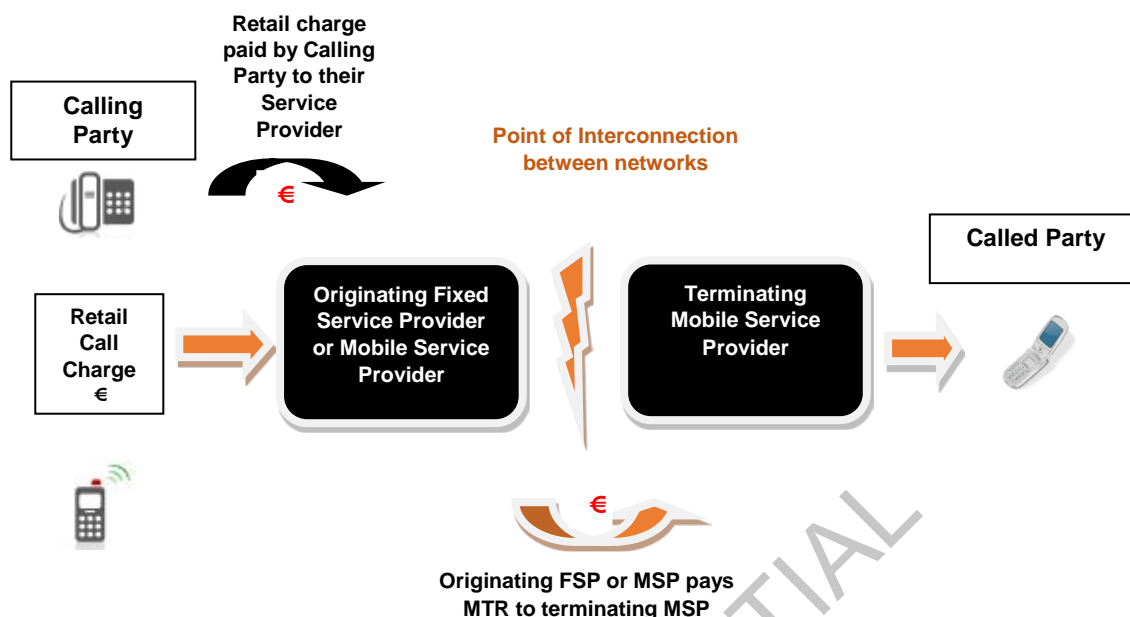 Retail charge
paid by Calling
Party to their
Service
Provider
Calling
Party
€
Point of Interconnection
between networks
Called Party
Retail
Call
Charge
€
Originating Fixed
Service Provider
or Mobile Service
Provider
Terminating
Mobile Service
Provider
€
Originating FSP or MSP pays
MTR to terminating MSP
TIAL